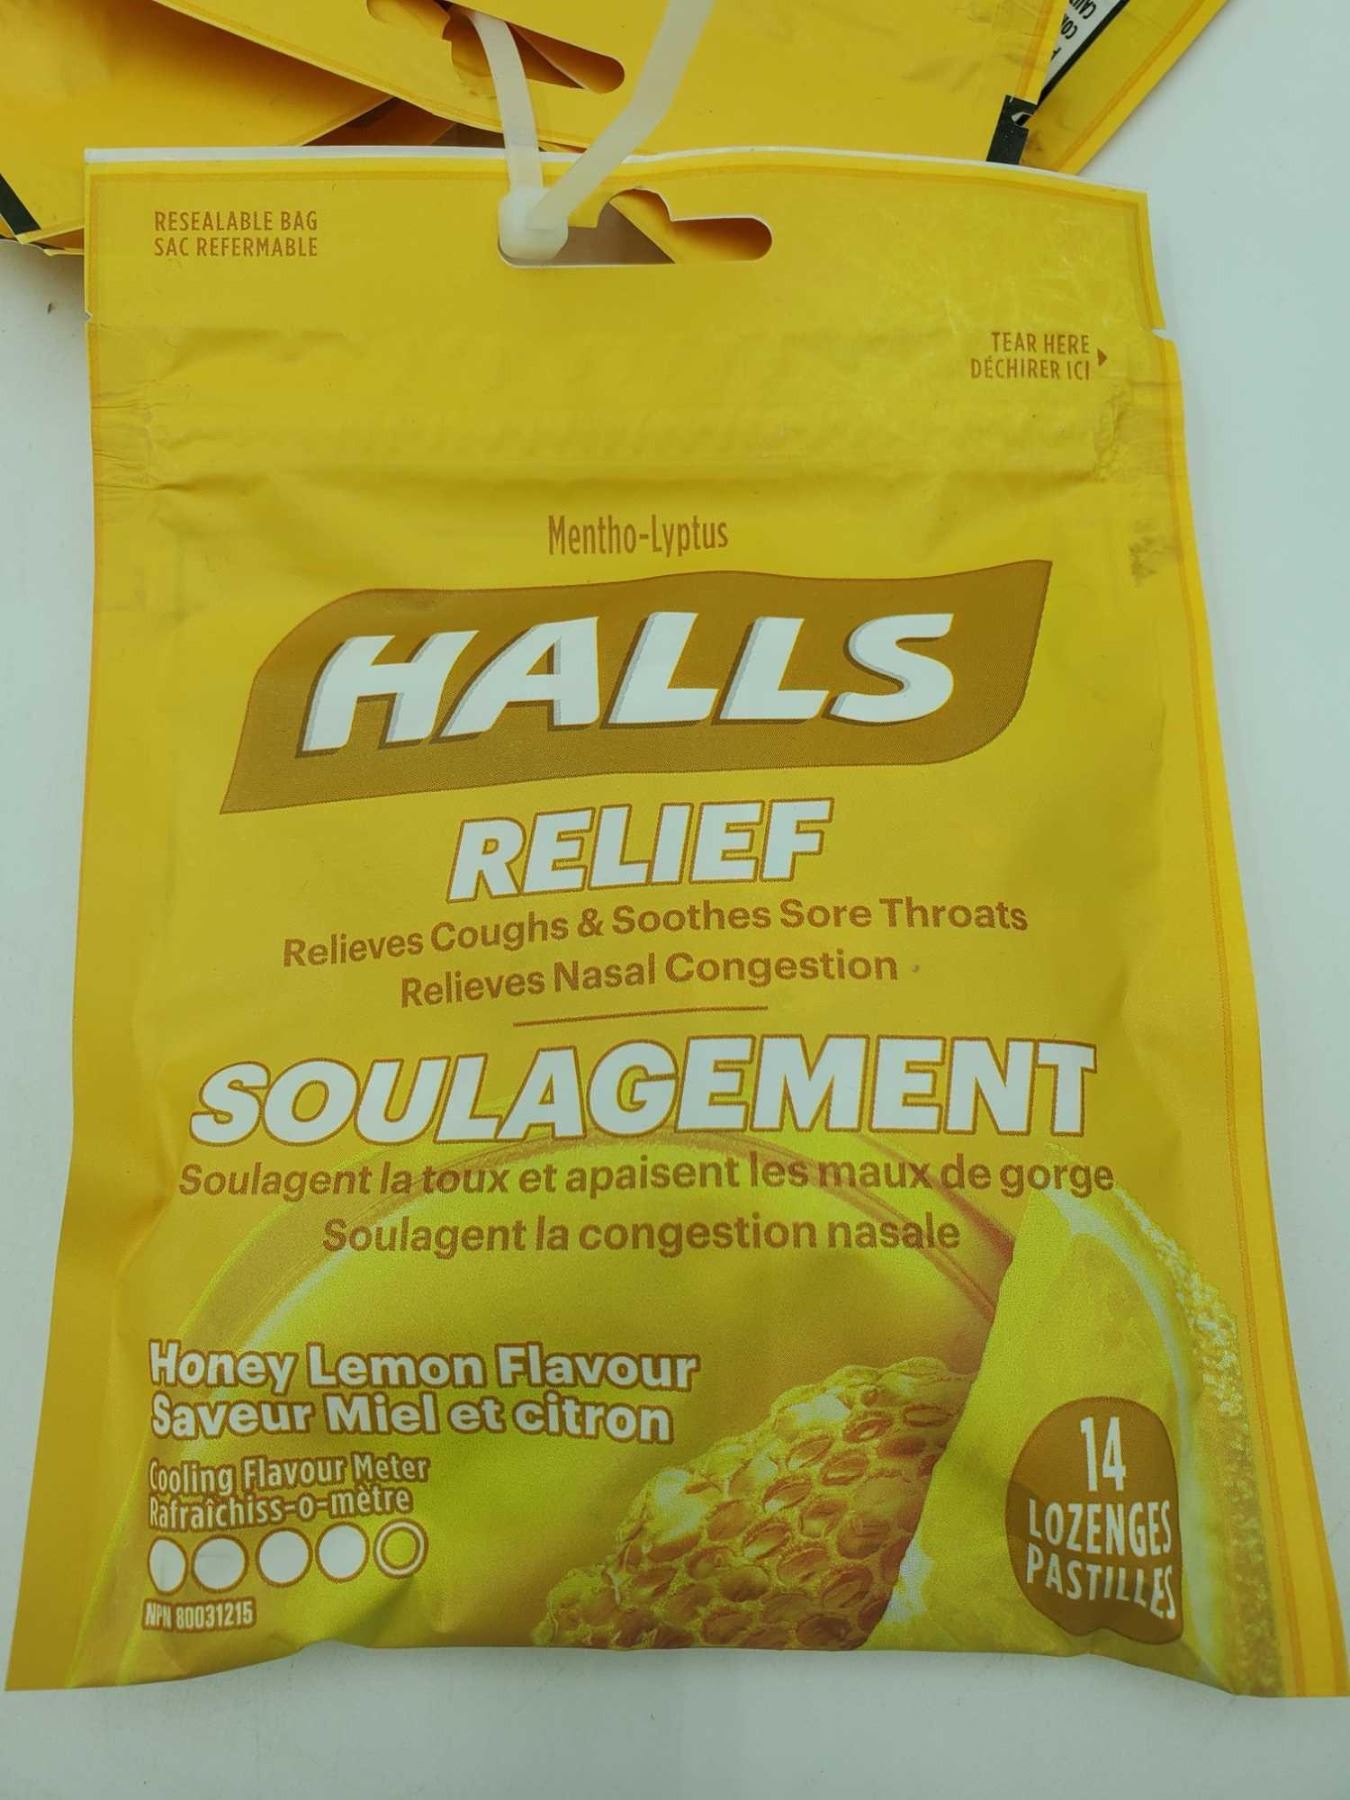 RESEALABLE BAG
SAC REFERMABLE
TEAR HERE
DÉCHIRER ICI
Mentho-Lyptus
HALLS
RELIEF
Relieves Coughs & Soothes Sore Throats
Relieves Nasal Congestion
SOULAGEMENT
Soulagent la toux et apaisent les maux de gorge
Soulagent la congestion nasale
Honey Lemon Flavour
Saveur Miel et citron
Cooling Flavour Meter
Rafraîchiss-o-mètre
NPN 80031215
14
LOZENGES
PASTILLES